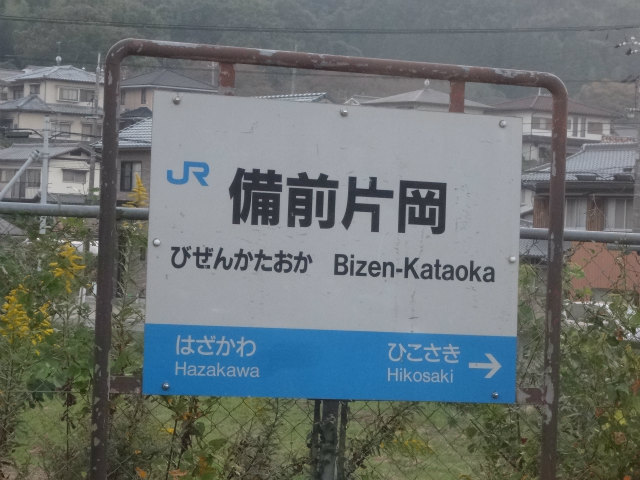 JR
備前片岡
びぜんかたおか Bizen-Kataoka
はざかわ
Hazakawa
ひこさき →
Hikosaki